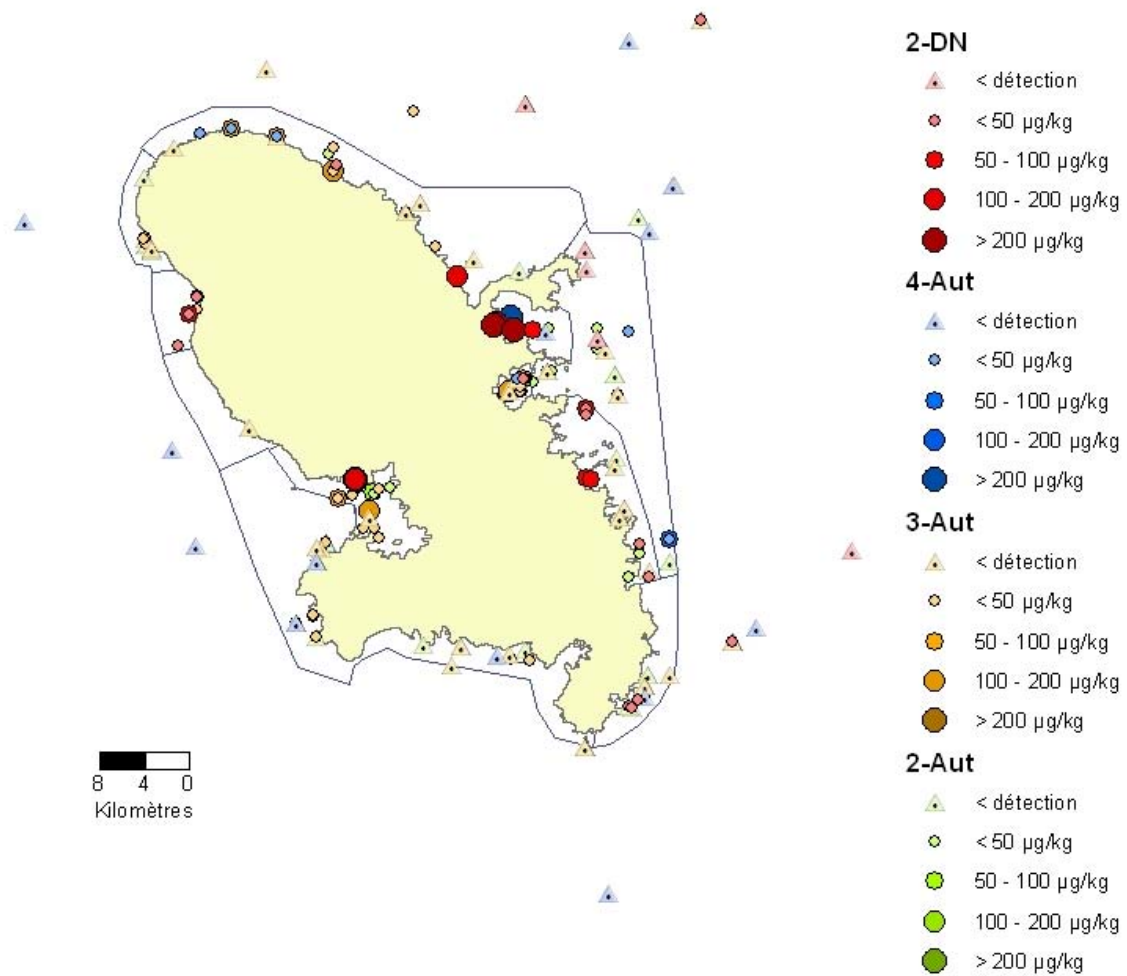 2-DN
< détection
< 50 µg/kg
50 - 100 µg/kg
100 - 200 µg/kg
> 200 µg/kg
4-Aut
< détection
< 50 µg/kg
50 - 100 µg/kg
100 - 200 µg/kg
> 200 µg/kg
3-Aut
< détection
< 50 µg/kg
50 - 100 µg/kg
100 - 200 µg/kg
> 200 µg/kg
2-Aut
< détection
< 50 µg/kg
50 - 100 µg/kg
100 - 200 µg/kg
> 200 µg/kg
8 4 0
Kilomètres